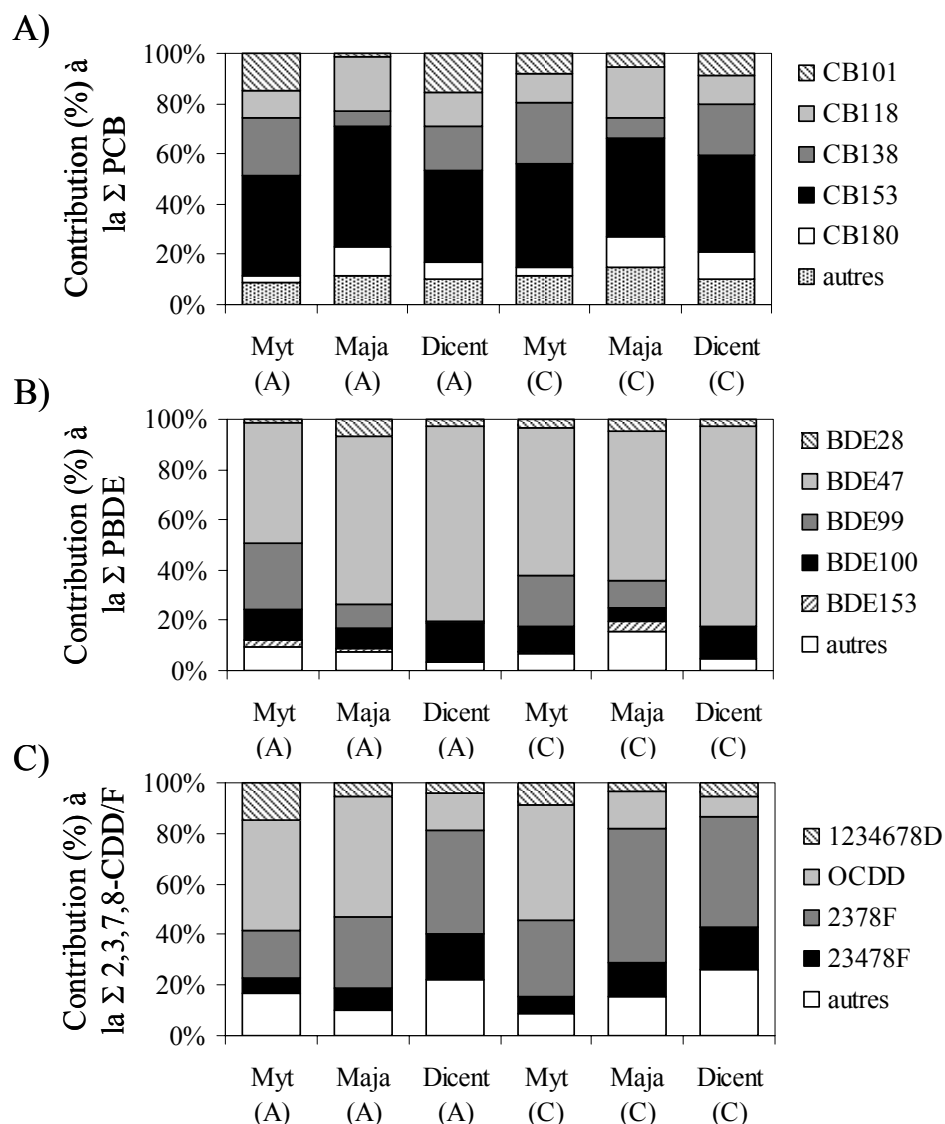 A)
Contribution (%) à
la Σ PCB
100%
80%
60%
40%
20%
0%
Myt Maja Dicent Myt Maja Dicent
(A) (A) (A) (C) (C) (C)
CB101
CB118
CB138
CB153
CB180
autres
B)
Contribution (%) à
la Σ PBDE
100%
80%
60%
40%
20%
0%
Myt Maja Dicent Myt Maja Dicent
(A) (A) (A) (C) (C) (C)
BDE28
BDE47
BDE99
BDE100
BDE153
autres
C)
Contribution (%) à
la Σ 2,3,7,8-CDD/F
100%
80%
60%
40%
20%
0%
Myt Maja Dicent Myt Maja Dicent
(A) (A) (A) (C) (C) (C)
1234678D
OCDD
2378F
23478F
autres